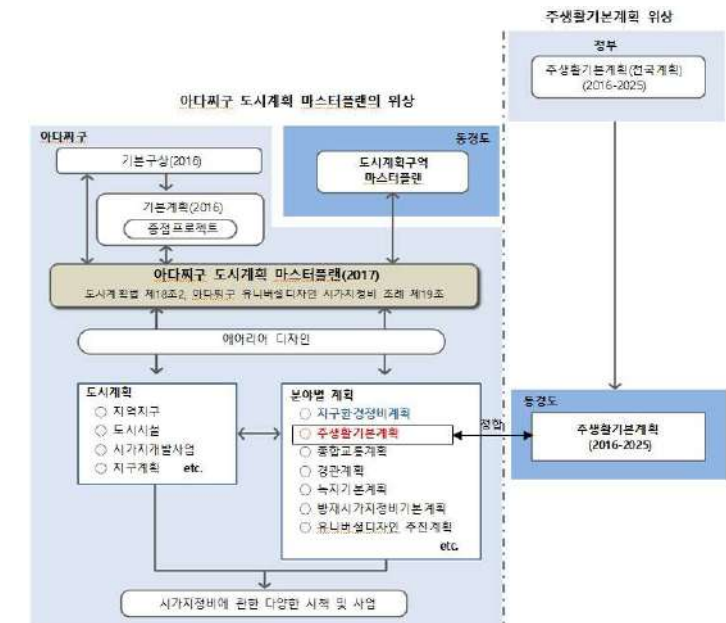 주생활기본계획 위상
정부
주생활기본계획(전국계획)
(2016-2025)
아다찌구 도시계획 마스터플랜의 위상
아다찌구
기본구상(2016)
기본계획(2016)
중점프로젝트
동경도
도시계획구역
마스터플랜
아다찌구 도시계획 마스터플랜(2017)
도시계획법 제18조2, 아다찌구 유니버설디자인 시가지정비 조례 제19조
에어리어 디자인
도시계획
○ 지역지구
○ 도시시설
○ 시가지개발사업
○ 지구계획 etc.
분야별 계획
○ 지구환경정비계획
○ 주생활기본계획
○ 종합교통계획
○ 경관계획
○ 녹지기본계획
○ 방재시가지정비기본계획
○ 유니버설디자인 추진계획
etc.
정합
동경도
주생활기본계획
(2016-2025)
시가지정비에 관한 다양한 시책 및 사업